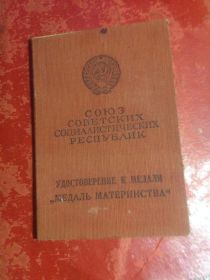 СОЮЗ
СОВЕТСКИХ
СОЦИАЛИСТИЧЕСКИХ
РЕСПУБЛИК
УДОСТОВЕРЕНИЕ К МЕДАЛИ
„МЕДАЛЬ МАТЕРИНСТВА“